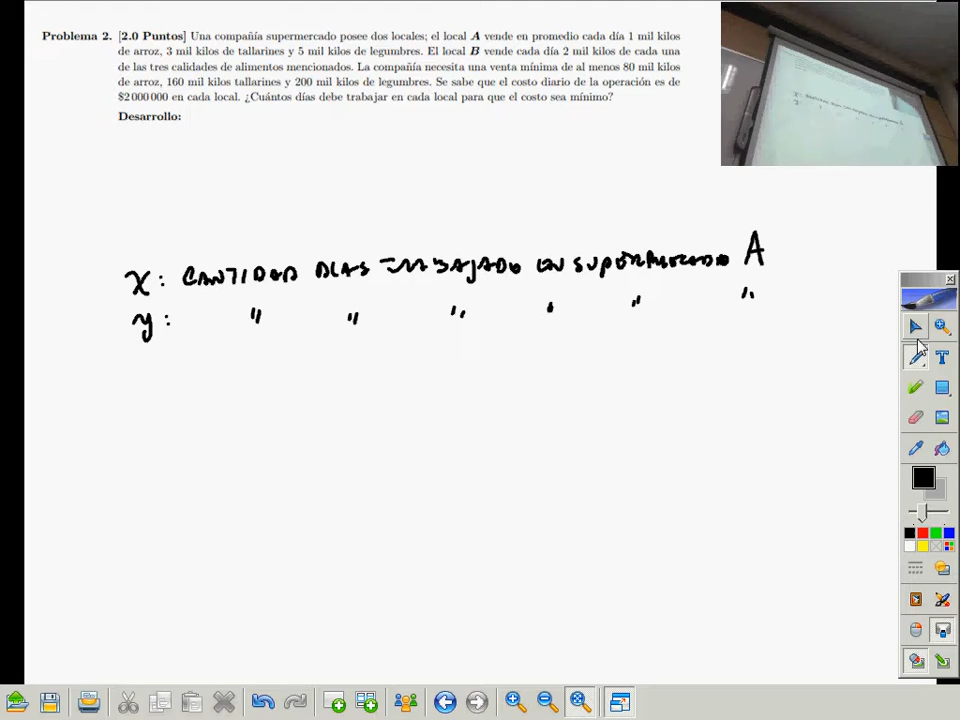 Problema 2. [2.0 Puntos] Una compañía supermercado posee dos locales; el local A vende en promedio cada día 1 mil kilos
de arroz, 3 mil kilos de tallarines y 5 mil kilos de legumbres. El local B vende cada día 2 mil kilos de cada una
de las tres calidades de alimentos mencionados. La compañía necesita una venta mínima de al menos 80 mil kilos
de arroz, 160 mil kilos tallarines y 200 mil kilos de legumbres. Se sabe que el costo diario de la operación es de
$2 000 000 en cada local. ¿Cuántos días debe trabajar en cada local para que el costo sea mínimo?
Desarrollo:
x: CANTIDAD DIAS TRABAJADO EN SUPERMERCADO A
y: " " " " " "